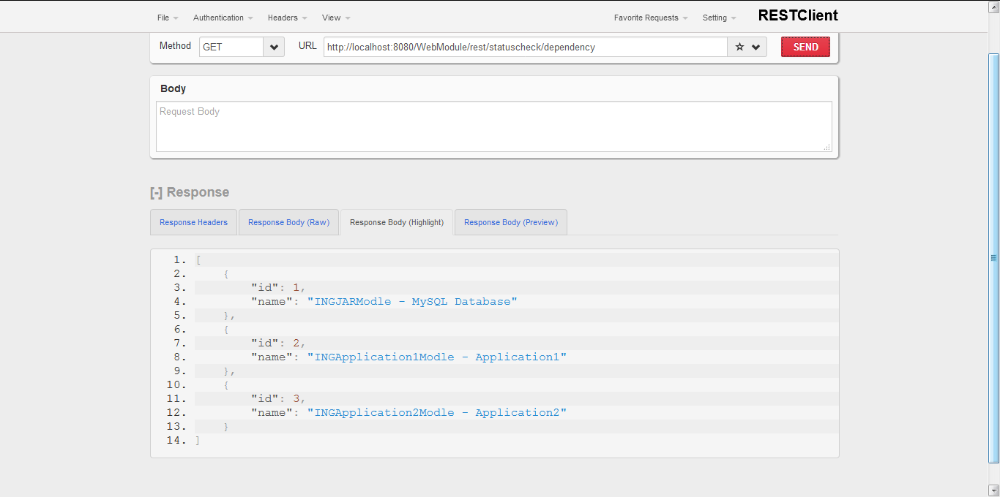 File Authentication Headers View Favorite Requests Setting RESTClient
Method GET URL http://localhost:8080/WebModule/rest/statuscheck/dependency SEND
Body
Request Body
[-] Response
Response Headers Response Body (Raw) Response Body (Highlight) Response Body (Preview)
1. [
2. {
3. "id": 1,
4. "name": "INGJARModle - MySQL Database"
5. },
6. {
7. "id": 2,
8. "name": "INGApplication1Modle - Application1"
9. },
10. {
11. "id": 3,
12. "name": "INGApplication2Modle - Application2"
13. }
14. ]